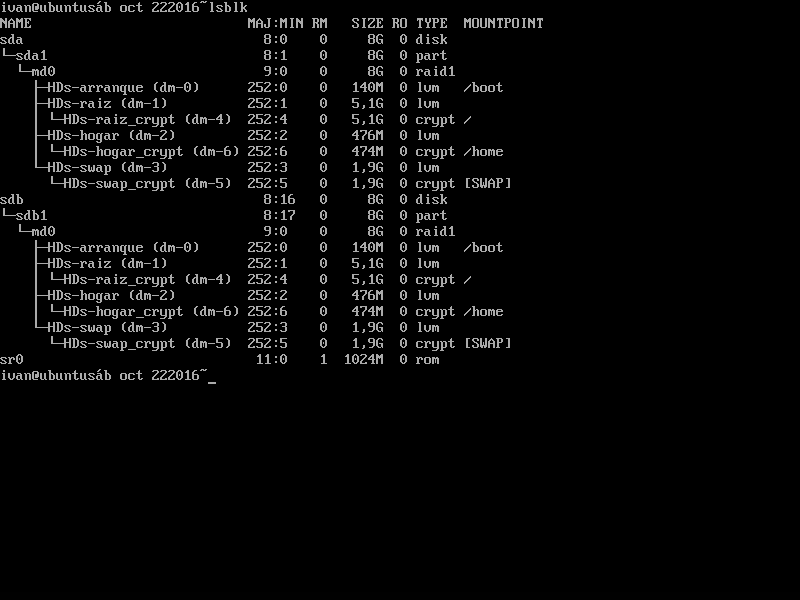 ivan@ubuntusáb oct 222016~lsblk
NAME                           MAJ:MIN RM   SIZE RO TYPE  MOUNTPOINT
sda                              8:0    0     8G  0 disk
└─sda1                           8:1    0     8G  0 part
  └─md0                          9:0    0     8G  0 raid1
    ├─HDs-arranque (dm-0)      252:0    0   140M  0 lvm   /boot
    ├─HDs-raiz (dm-1)          252:1    0   5,1G  0 lvm
    │ └─HDs-raiz_crypt (dm-4)  252:4    0   5,1G  0 crypt /
    ├─HDs-hogar (dm-2)         252:2    0   476M  0 lvm
    │ └─HDs-hogar_crypt (dm-6) 252:6    0   474M  0 crypt /home
    └─HDs-swap (dm-3)          252:3    0   1,9G  0 lvm
      └─HDs-swap_crypt (dm-5)  252:5    0   1,9G  0 crypt [SWAP]
sdb                              8:16   0     8G  0 disk
└─sdb1                           8:17   0     8G  0 part
  └─md0                          9:0    0     8G  0 raid1
    ├─HDs-arranque (dm-0)      252:0    0   140M  0 lvm   /boot
    ├─HDs-raiz (dm-1)          252:1    0   5,1G  0 lvm
    │ └─HDs-raiz_crypt (dm-4)  252:4    0   5,1G  0 crypt /
    ├─HDs-hogar (dm-2)         252:2    0   476M  0 lvm
    │ └─HDs-hogar_crypt (dm-6) 252:6    0   474M  0 crypt /home
    └─HDs-swap (dm-3)          252:3    0   1,9G  0 lvm
      └─HDs-swap_crypt (dm-5)  252:5    0   1,9G  0 crypt [SWAP]
sr0                             11:0    1  1024M  0 rom
ivan@ubuntusáb oct 222016~_